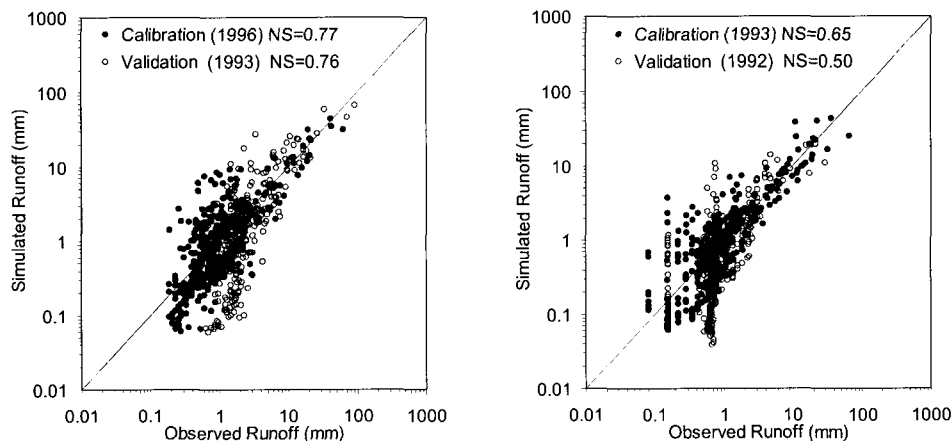 1000
100
10
1
0.1
0.01
Simulated Runoff (mm)
Calibration (1996) NS=0.77
Validation (1993) NS=0.76
0.01 0.1 1 10 100 1000
Observed Runoff (mm)
1000
100
10
1
0.1
0.01
Simulated Runoff (mm)
Calibration (1993) NS=0.65
Validation (1992) NS=0.50
0.01 0.1 1 10 100 1000
Observed Runoff (mm)